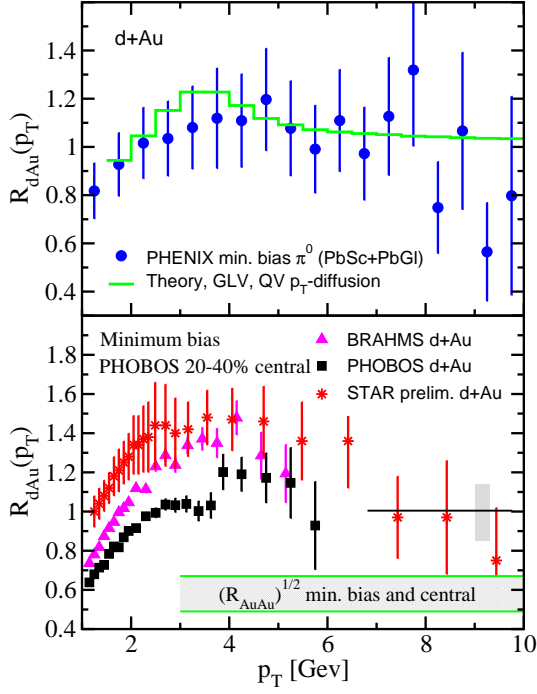 d+Au
1.4
1.2
1.0
0.8
0.6
0.4
R_dAu(p_T)
PHENIX min. bias π^0 (PbSc+PbGl)
Theory, GLV, QV p_T-diffusion
Minimum bias
PHOBOS 20-40% central
BRAHMS d+Au
PHOBOS d+Au
STAR prelim. d+Au
1.8
1.6
1.4
1.2
1.0
0.8
0.6
0.4
R_dAu(p_T)
(R_AuAu)^1/2 min. bias and central
2 4 6 8 10
p_T [Gev]